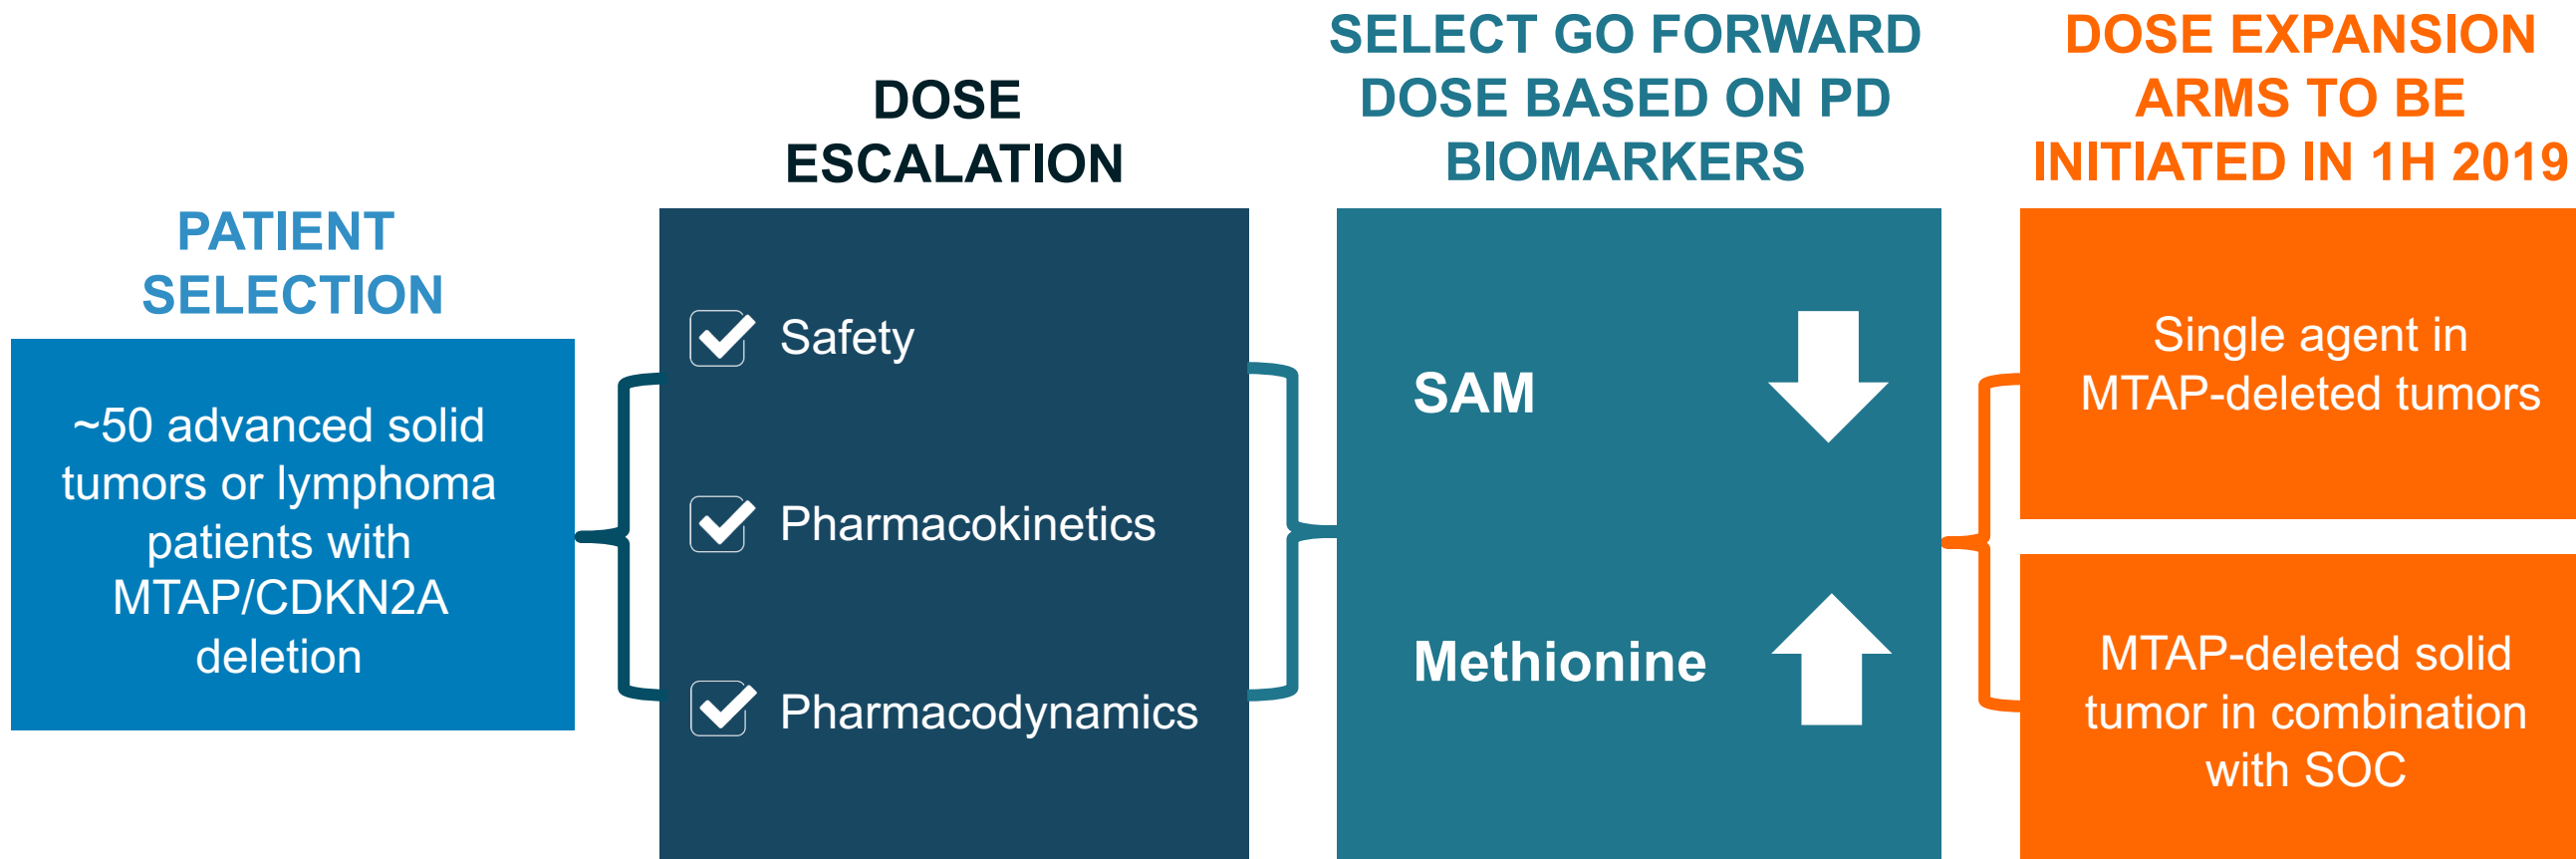 PATIENT
SELECTION
~50 advanced solid
tumors or lymphoma
patients with
MTAP/CDKN2A
deletion
DOSE
ESCALATION
Safety
Pharmacokinetics
Pharmacodynamics
SELECT GO FORWARD
DOSE BASED ON PD
BIOMARKERS
SAM
Methionine
DOSE EXPANSION
ARMS TO BE
INITIATED IN 1H 2019
Single agent in
MTAP-deleted tumors
MTAP-deleted solid
tumor in combination
with SOC